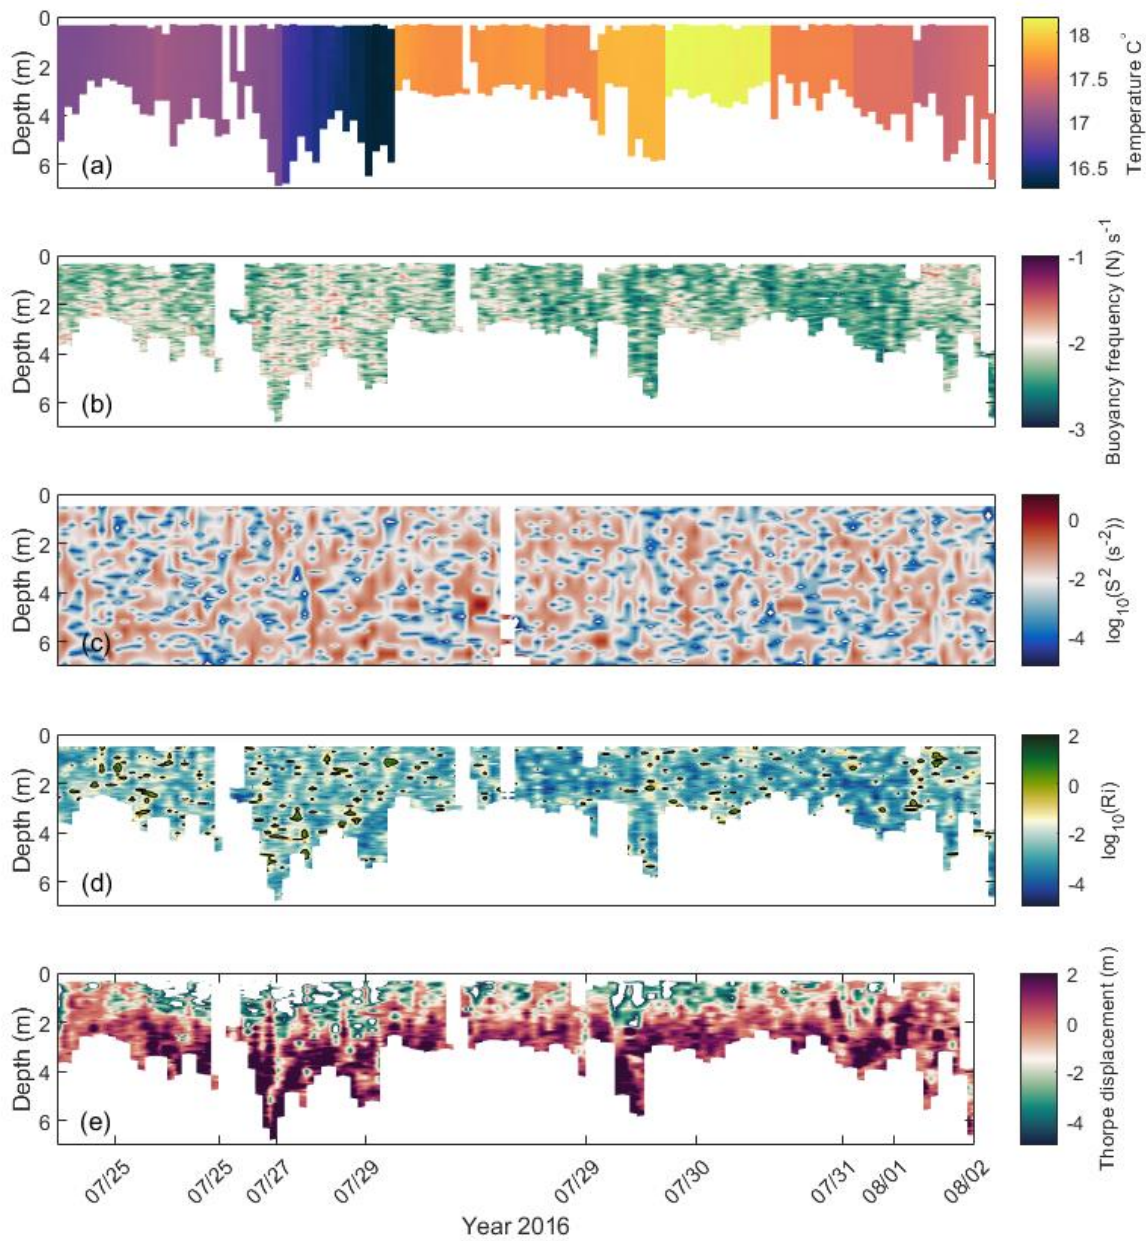 0
2
4
6
Depth (m)
(a)
18
17.5
17
16.5
Temperature C°
0
2
4
6
Depth (m)
(b)
-1
-2
-3
Buoyancy frequency (N) s-1
0
2
4
6
Depth (m)
(c)
0
-2
-4
log10(S2 (s-2))
0
2
4
6
Depth (m)
(d)
2
0
-2
-4
log10(Ri)
0
2
4
6
Depth (m)
(e)
2
0
-2
-4
Thorpe displacement (m)
07/25
07/25
07/27
07/29
07/29
07/30
07/31
08/01
08/02
Year 2016